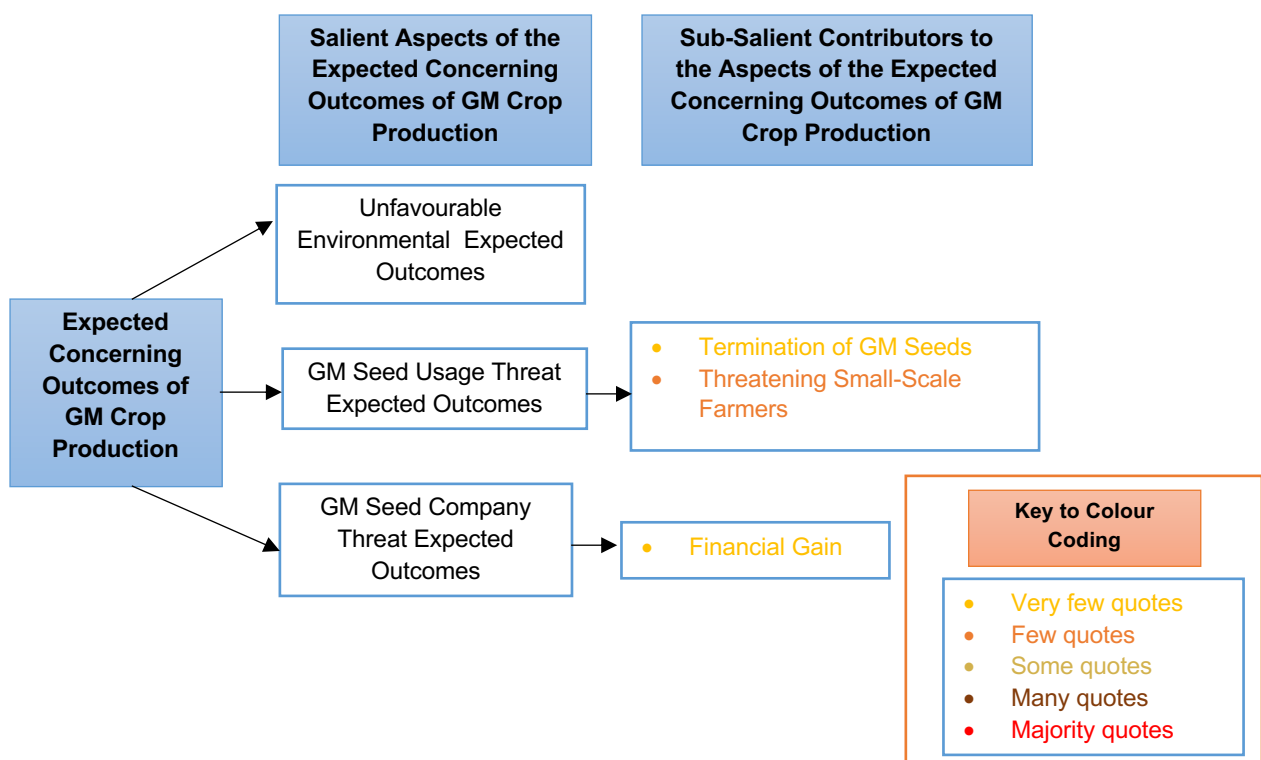 Salient Aspects of the
Expected Concerning
Outcomes of GM Crop
Production
Sub-Salient Contributors to
the Aspects of the Expected
Concerning Outcomes of GM
Crop Production
Unfavourable
Environmental Expected
Outcomes
Expected
Concerning
Outcomes of
GM Crop
Production
GM Seed Usage Threat
Expected Outcomes
• Termination of GM Seeds
• Threatening Small-Scale
Farmers
GM Seed Company
Threat Expected
Outcomes
• Financial Gain
Key to Colour
Coding
• Very few quotes
• Few quotes
• Some quotes
• Many quotes
• Majority quotes